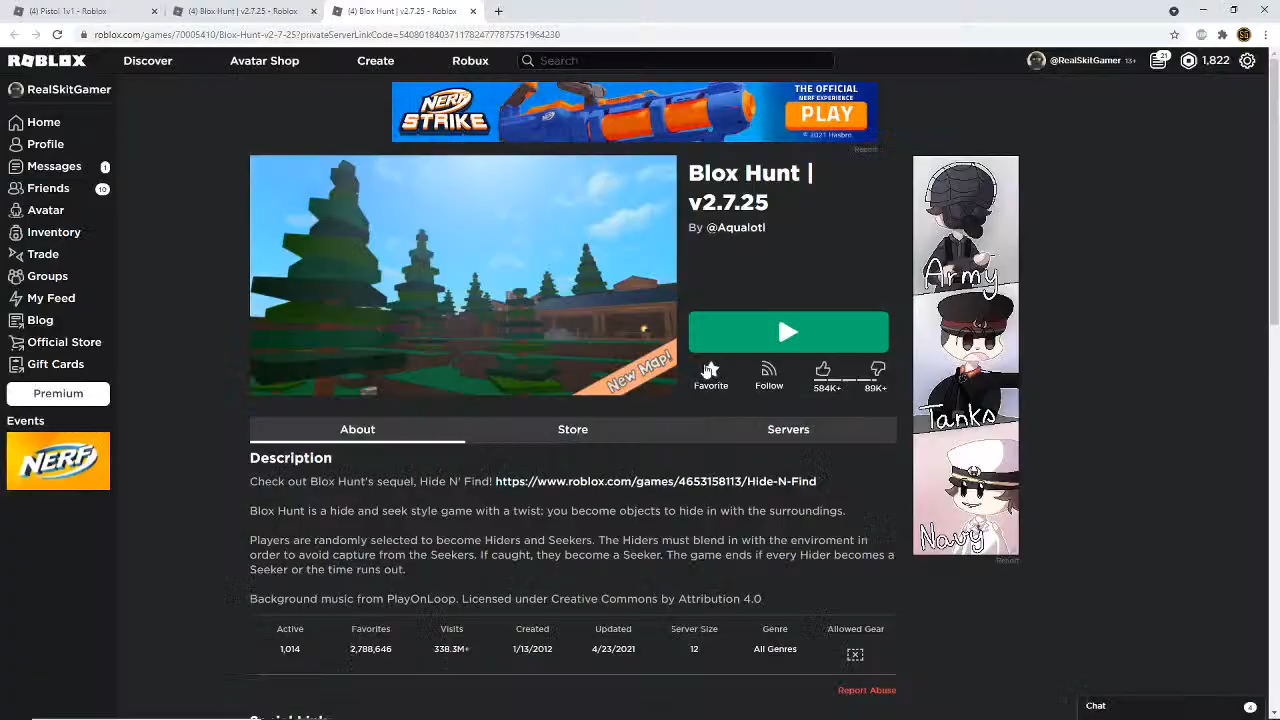 (4) Pistol 1v1 - Roblox
(4) Blox Hunt | v2.7.25 - Roblox
(4) Blox Hunt | v2.7.25 - Roblox
roblox.com/games/70005410/Blox-Hunt-v2-7-25?privateServerLinkCode=54080184037117824777875751964230
SG
ROBLOX
Discover
Avatar Shop
Create
Robux
Search
@RealSkitGamer 13+
21
1,822
RealSkitGamer
Home
Profile
Messages 1
Friends 10
Avatar
Inventory
Trade
Groups
My Feed
Blog
Official Store
Gift Cards
Premium
Events
NERF
NERF
STRIKE
THE OFFICIAL
NERF EXPERIENCE
PLAY
© 2021 Hasbro.
Report
New Map!
Blox Hunt |
v2.7.25
By @Aqualotl
Favorite
Follow
584K+
89K+
Army
Tanks
Navy
Report
About
Store
Servers
Description
Check out Blox Hunt's sequel, Hide N' Find! https://www.roblox.com/games/4653158113/Hide-N-Find
Blox Hunt is a hide and seek style game with a twist: you become objects to hide in with the surroundings.
Players are randomly selected to become Hiders and Seekers. The Hiders must blend in with the enviroment in
order to avoid capture from the Seekers. If caught, they become a Seeker. The game ends if every Hider becomes a
Seeker or the time runs out.
Background music from PlayOnLoop. Licensed under Creative Commons by Attribution 4.0
Active Favorites Visits Created Updated Server Size Genre Allowed Gear
1,014 2,788,646 338.3M+ 1/13/2012 4/23/2021 12 All Genres
Report Abuse
Chat 4